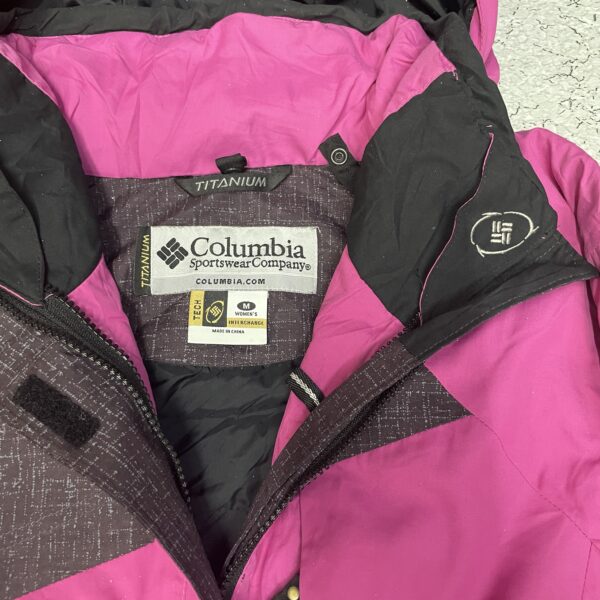 TITANIUM
TITANIUM
Columbia
Sportswear Company®
COLUMBIA.COM
TECH
M
WOMEN'S
INTERCHANGE
MADE IN CHINA